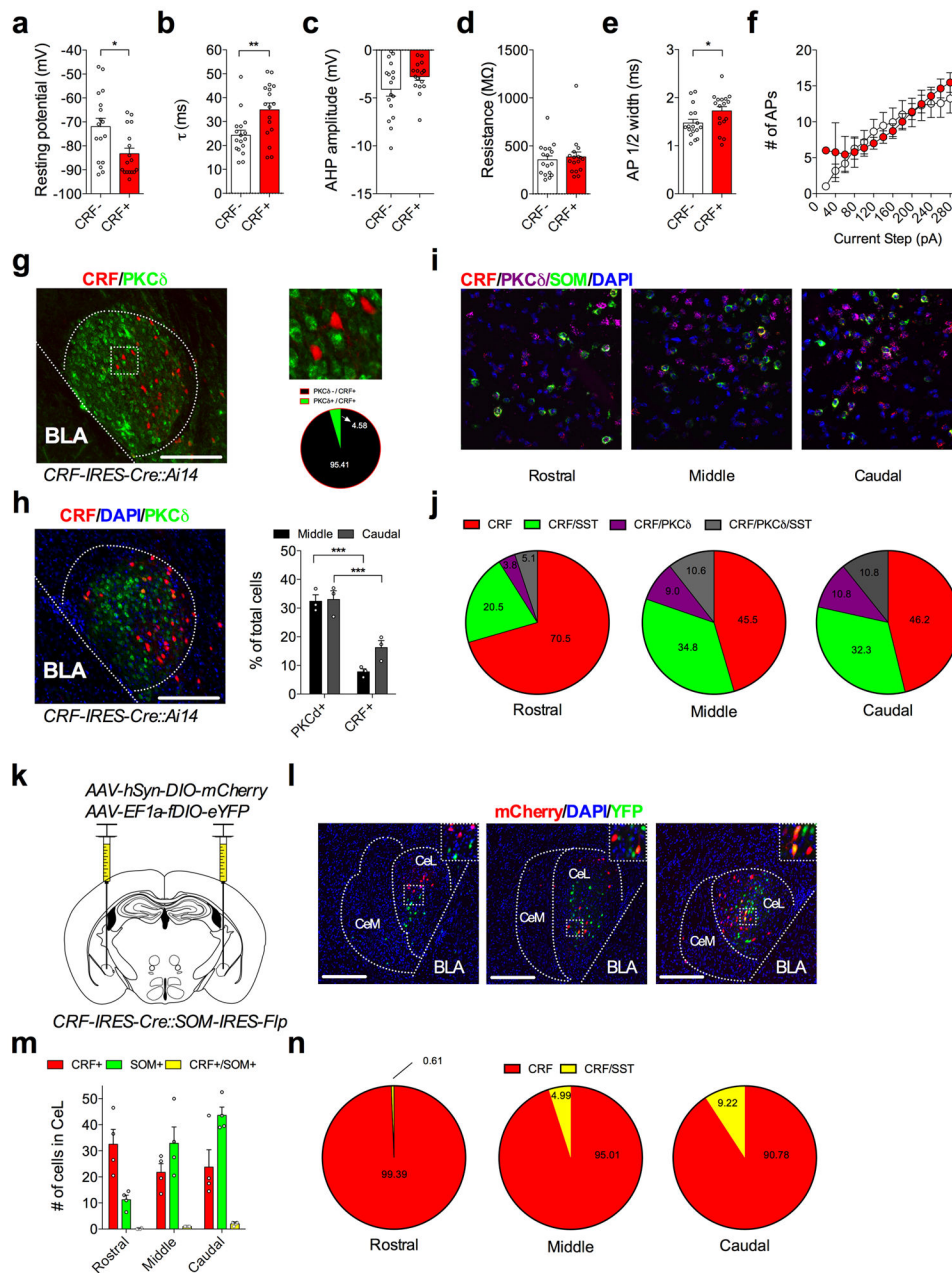 a
b
c
d
e
f
Resting potential (mV)
-40
-50
-60
-70
-80
-90
-100
*
CRF-
CRF+
τ (ms)
60
50
40
30
20
10
0
**
CRF-
CRF+
AHP amplitude (mV)
0
-5
-10
-15
CRF-
CRF+
Resistance (MΩ)
1500
1000
500
0
CRF-
CRF+
AP 1/2 width (ms)
3
2
1
0
*
CRF-
CRF+
# of APs
20
15
10
5
0
0
40
80
120
160
200
240
280
Current Step (pA)
g
CRF/PKCδ
BLA
CRF-IRES-Cre::Ai14
PKCδ-/CRF+
PKCδ+/CRF+
4.58
95.41
i
CRF/PKCδ/SOM/DAPI
Rostral
Middle
Caudal
h
CRF/DAPI/PKCδ
BLA
CRF-IRES-Cre::Ai14
Middle
Caudal
% of total cells
50
40
30
20
10
0
***
***
PKCd+
CRF+
j
CRF
CRF/SST
CRF/PKCδ
CRF/PKCδ/SST
3.8
5.1
20.5
70.5
Rostral
9.0
10.6
34.8
45.5
Middle
10.6
10.8
32.3
46.2
Caudal
k
AAV-hSyn-DIO-mCherry
AAV-EF1a-fDIO-eYFP
CRF-IRES-Cre::SOM-IRES-Flp
l
mCherry/DAPI/YFP
CeL
CeM
BLA
CeL
CeM
BLA
CeL
CeM
BLA
m
CRF+
SOM+
CRF+/SOM+
# of cells in CeL
60
50
40
30
20
10
0
Rostral
Middle
Caudal
n
CRF
CRF/SST
0.61
99.39
Rostral
4.99
95.01
Middle
9.22
90.78
Caudal